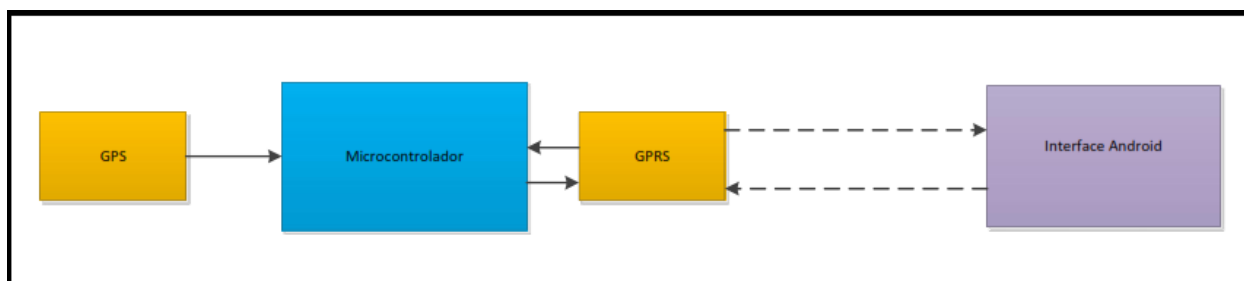 GPS
Microcontrolador
GPRS
Interface Android